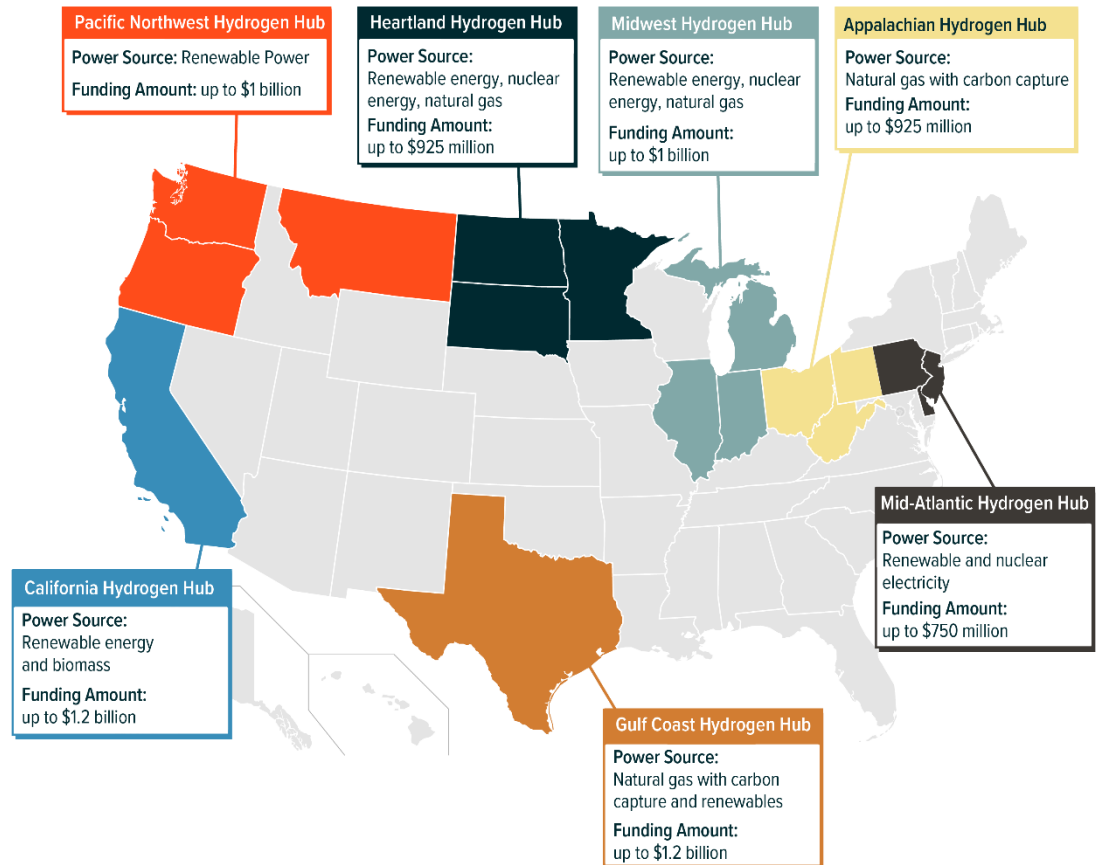 Pacific Northwest Hydrogen Hub
Power Source: Renewable Power
Funding Amount: up to $1 billion
Heartland Hydrogen Hub
Power Source:
Renewable energy, nuclear
energy, natural gas
Funding Amount:
up to $925 million
Midwest Hydrogen Hub
Power Source:
Renewable energy, nuclear
energy, natural gas
Funding Amount:
up to $1 billion
Appalachian Hydrogen Hub
Power Source:
Natural gas with carbon capture
Funding Amount:
up to $925 million
Mid-Atlantic Hydrogen Hub
Power Source:
Renewable and nuclear
electricity
Funding Amount:
up to $750 million
California Hydrogen Hub
Power Source:
Renewable energy
and biomass
Funding Amount:
up to $1.2 billion
Gulf Coast Hydrogen Hub
Power Source:
Natural gas with carbon
capture and renewables
Funding Amount:
up to $1.2 billion